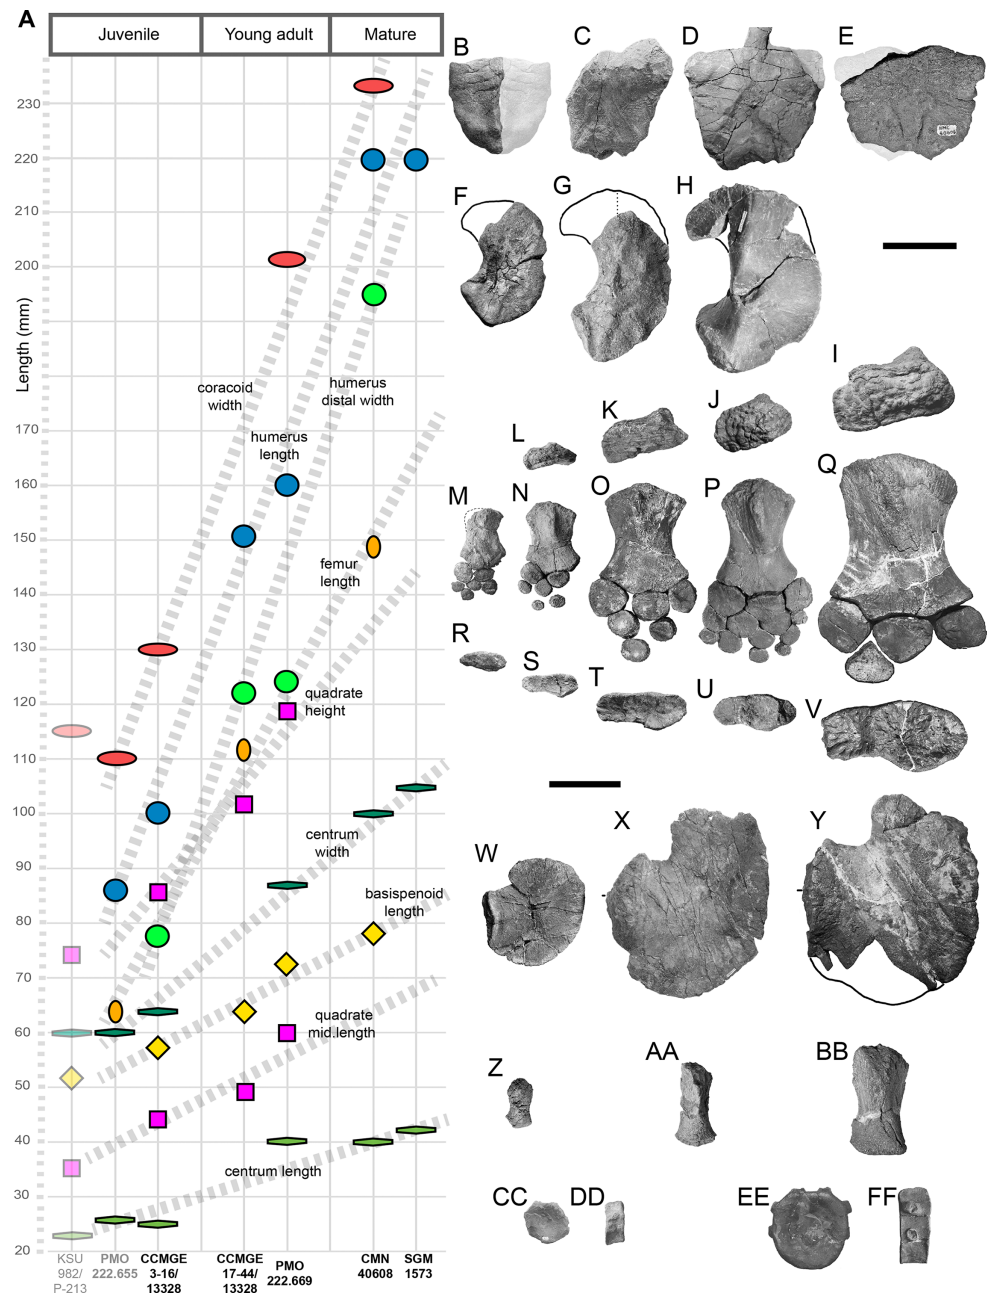 A
Juvenile
Young adult
Mature
Length (mm)
230
220
210
200
170
160
150
140
130
120
110
100
90
80
70
60
50
40
30
20
coracoid
width
humerus
distal width
humerus
length
femur
length
quadrate
height
centrum
width
basispenoid
length
quadrate
mid.length
centrum length
KSU
982/
P-213
PMO
222.655
CCMGE
3-16/
13328
CCMGE
17-44/
13328
PMO
222.669
CMN
40608
SGM
1573
B
C
D
E
F
G
H
I
J
K
L
M
N
O
P
Q
R
S
T
U
V
W
X
Y
Z
AA
BB
CC
DD
EE
FF